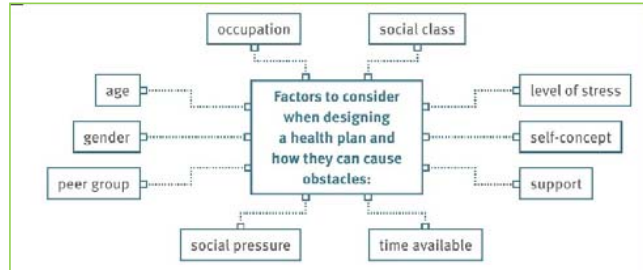 occupation
social class
age
gender
peer group
Factors to consider
when designing
a health plan and
how they can cause
obstacles:
level of stress
self-concept
support
social pressure
time available